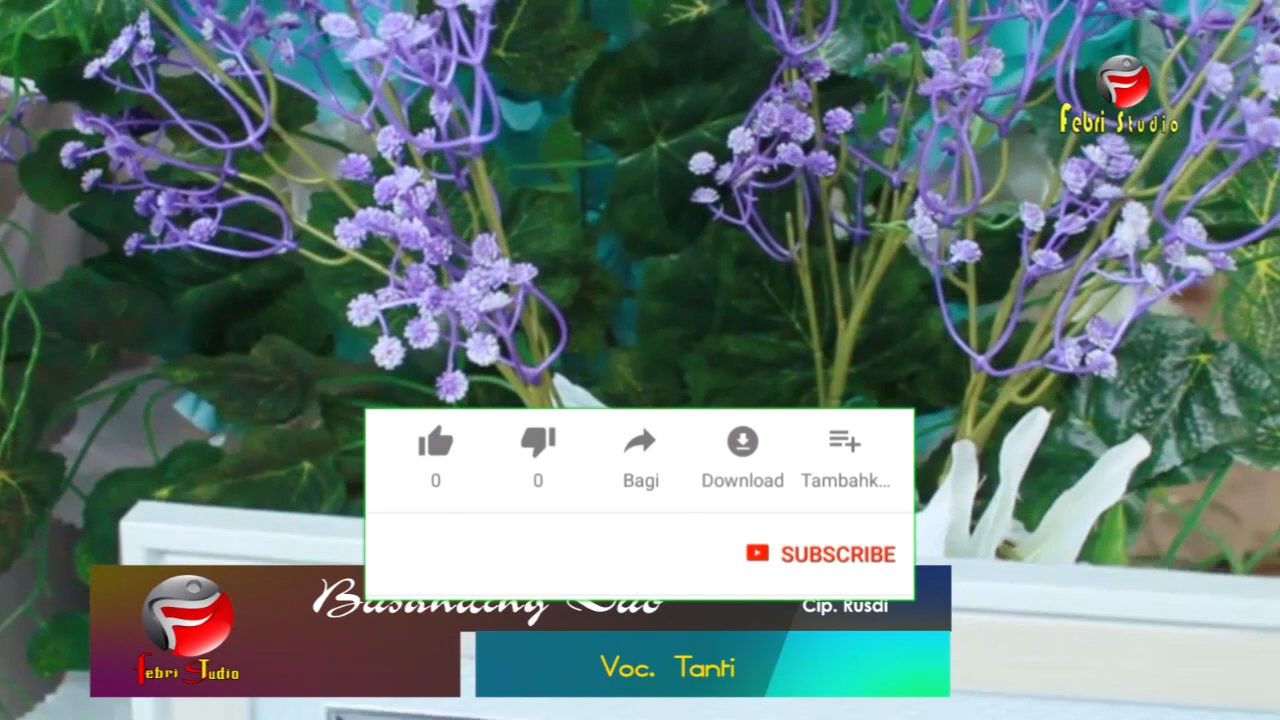 Febri Studio
0
0
Bagi
Download
Tambahk...
SUBSCRIBE
Cip. Rusdi
Febri Studio
Voc. Tanti